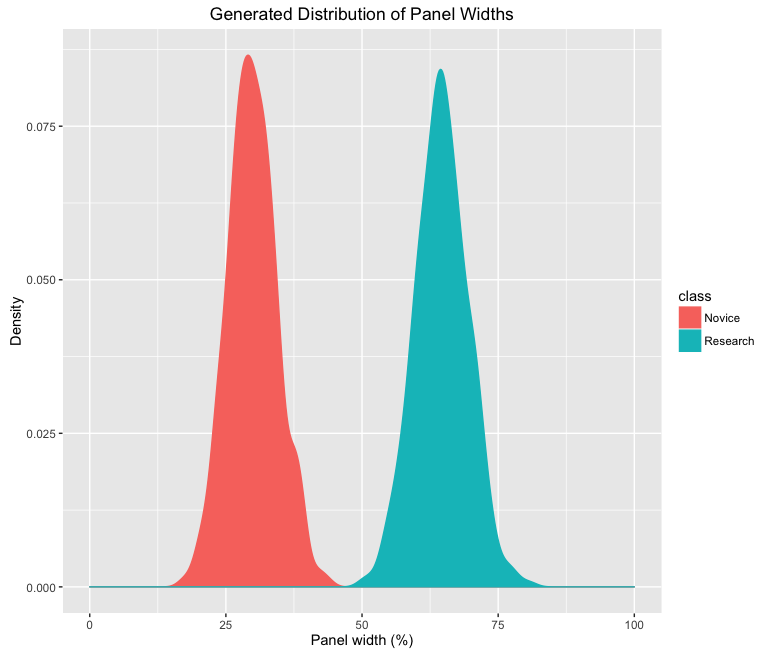 Generated Distribution of Panel Widths
0.075
0.050
0.025
0.000
Density
0
25
50
75
100
Panel width (%)
class
Novice
Research